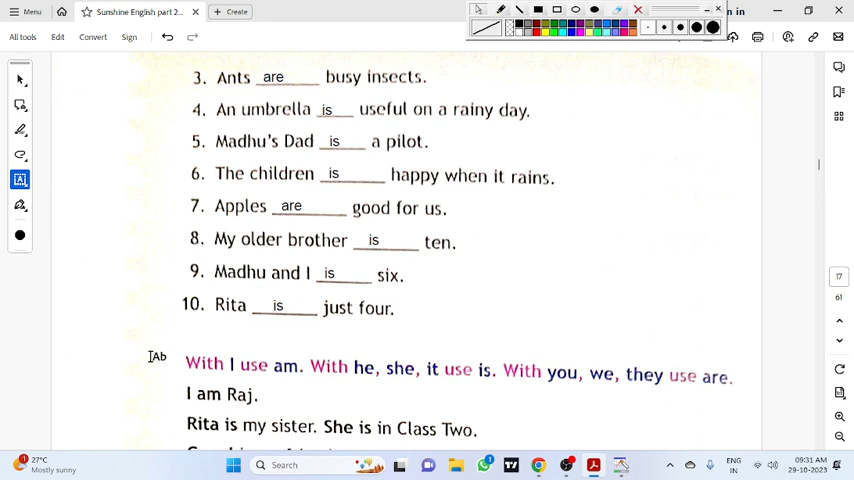 Menu
Sunshine English part 2...
+ Create
n in
All tools Edit Convert Sign
3. Ants are busy insects.
4. An umbrella is useful on a rainy day.
5. Madhu's Dad is a pilot.
6. The children is happy when it rains.
7. Apples are good for us.
8. My older brother is ten.
9. Madhu and I is six.
10. Rita is just four.
Ab
With I use am. With he, she, it use is. With you, we, they use are.
I am Raj.
Rita is my sister. She is in Class Two.
17
61
1
27°C
Mostly sunny
Search
1
ENG
IN
09:31 AM
29-10-2023